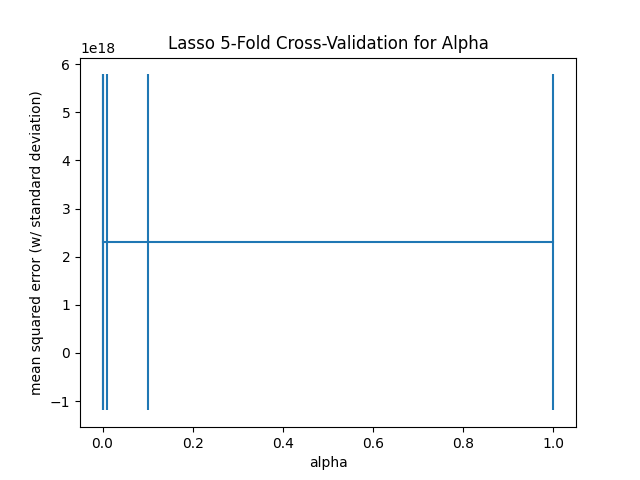 Lasso 5-Fold Cross-Validation for Alpha
1e18
6
5
4
3
2
1
0
−1
mean squared error (w/ standard deviation)
0.0 0.2 0.4 0.6 0.8 1.0
alpha